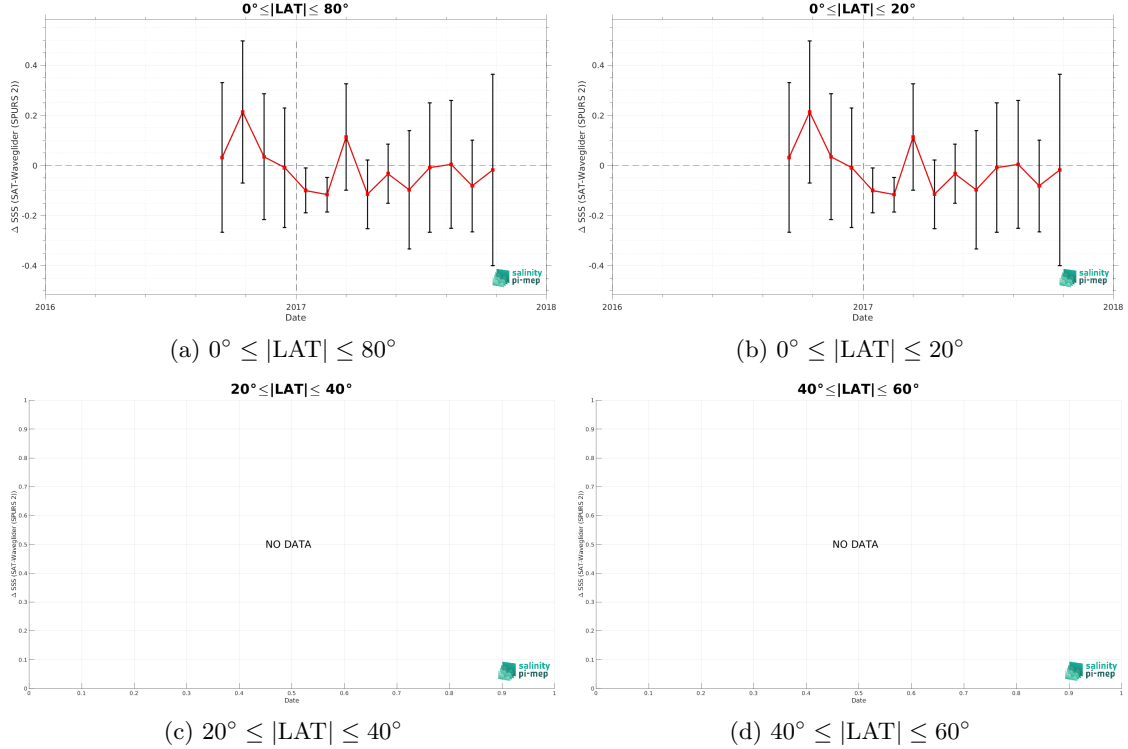 0°≤|LAT|≤ 80°
Δ SSS (SAT-Waveglider (SPURS 2))
0.4
0.2
0
-0.2
-0.4
2016
2017
2018
Date
salinity
pi-mep
(a) 0° ≤ |LAT| ≤ 80°
0°≤|LAT|≤ 20°
Δ SSS (SAT-Waveglider (SPURS 2))
0.4
0.2
0
-0.2
-0.4
2016
2017
2018
Date
salinity
pi-mep
(b) 0° ≤ |LAT| ≤ 20°
20°≤|LAT|≤ 40°
Δ SSS (SAT-Waveglider (SPURS 2))
1
0.9
0.8
0.7
0.6
0.5
0.4
0.3
0.2
0.1
0
NO DATA
0 0.1 0.2 0.3 0.4 0.5 0.6 0.7 0.8 0.9 1
Date
salinity
pi-mep
(c) 20° ≤ |LAT| ≤ 40°
40°≤|LAT|≤ 60°
Δ SSS (SAT-Waveglider (SPURS 2))
1
0.9
0.8
0.7
0.6
0.5
0.4
0.3
0.2
0.1
0
NO DATA
0 0.1 0.2 0.3 0.4 0.5 0.6 0.7 0.8 0.9 1
Date
salinity
pi-mep
(d) 40° ≤ |LAT| ≤ 60°